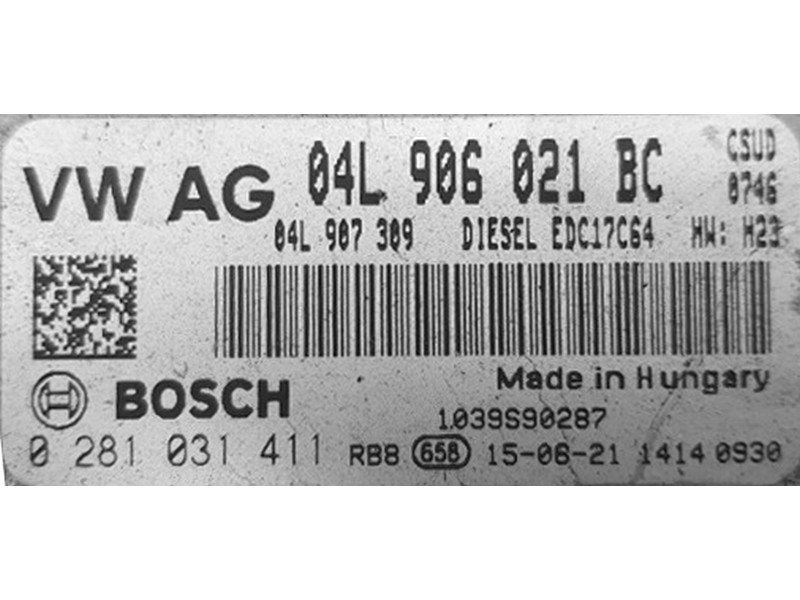 VW AG 04L 906 021 BC CSUD
0746
04L 907 309 DIESEL EDC17C64 HW: H23
Made in Hungary
BOSCH 1039S90287
0 281 031 411 RB8 658 15-06-21 1414 0930